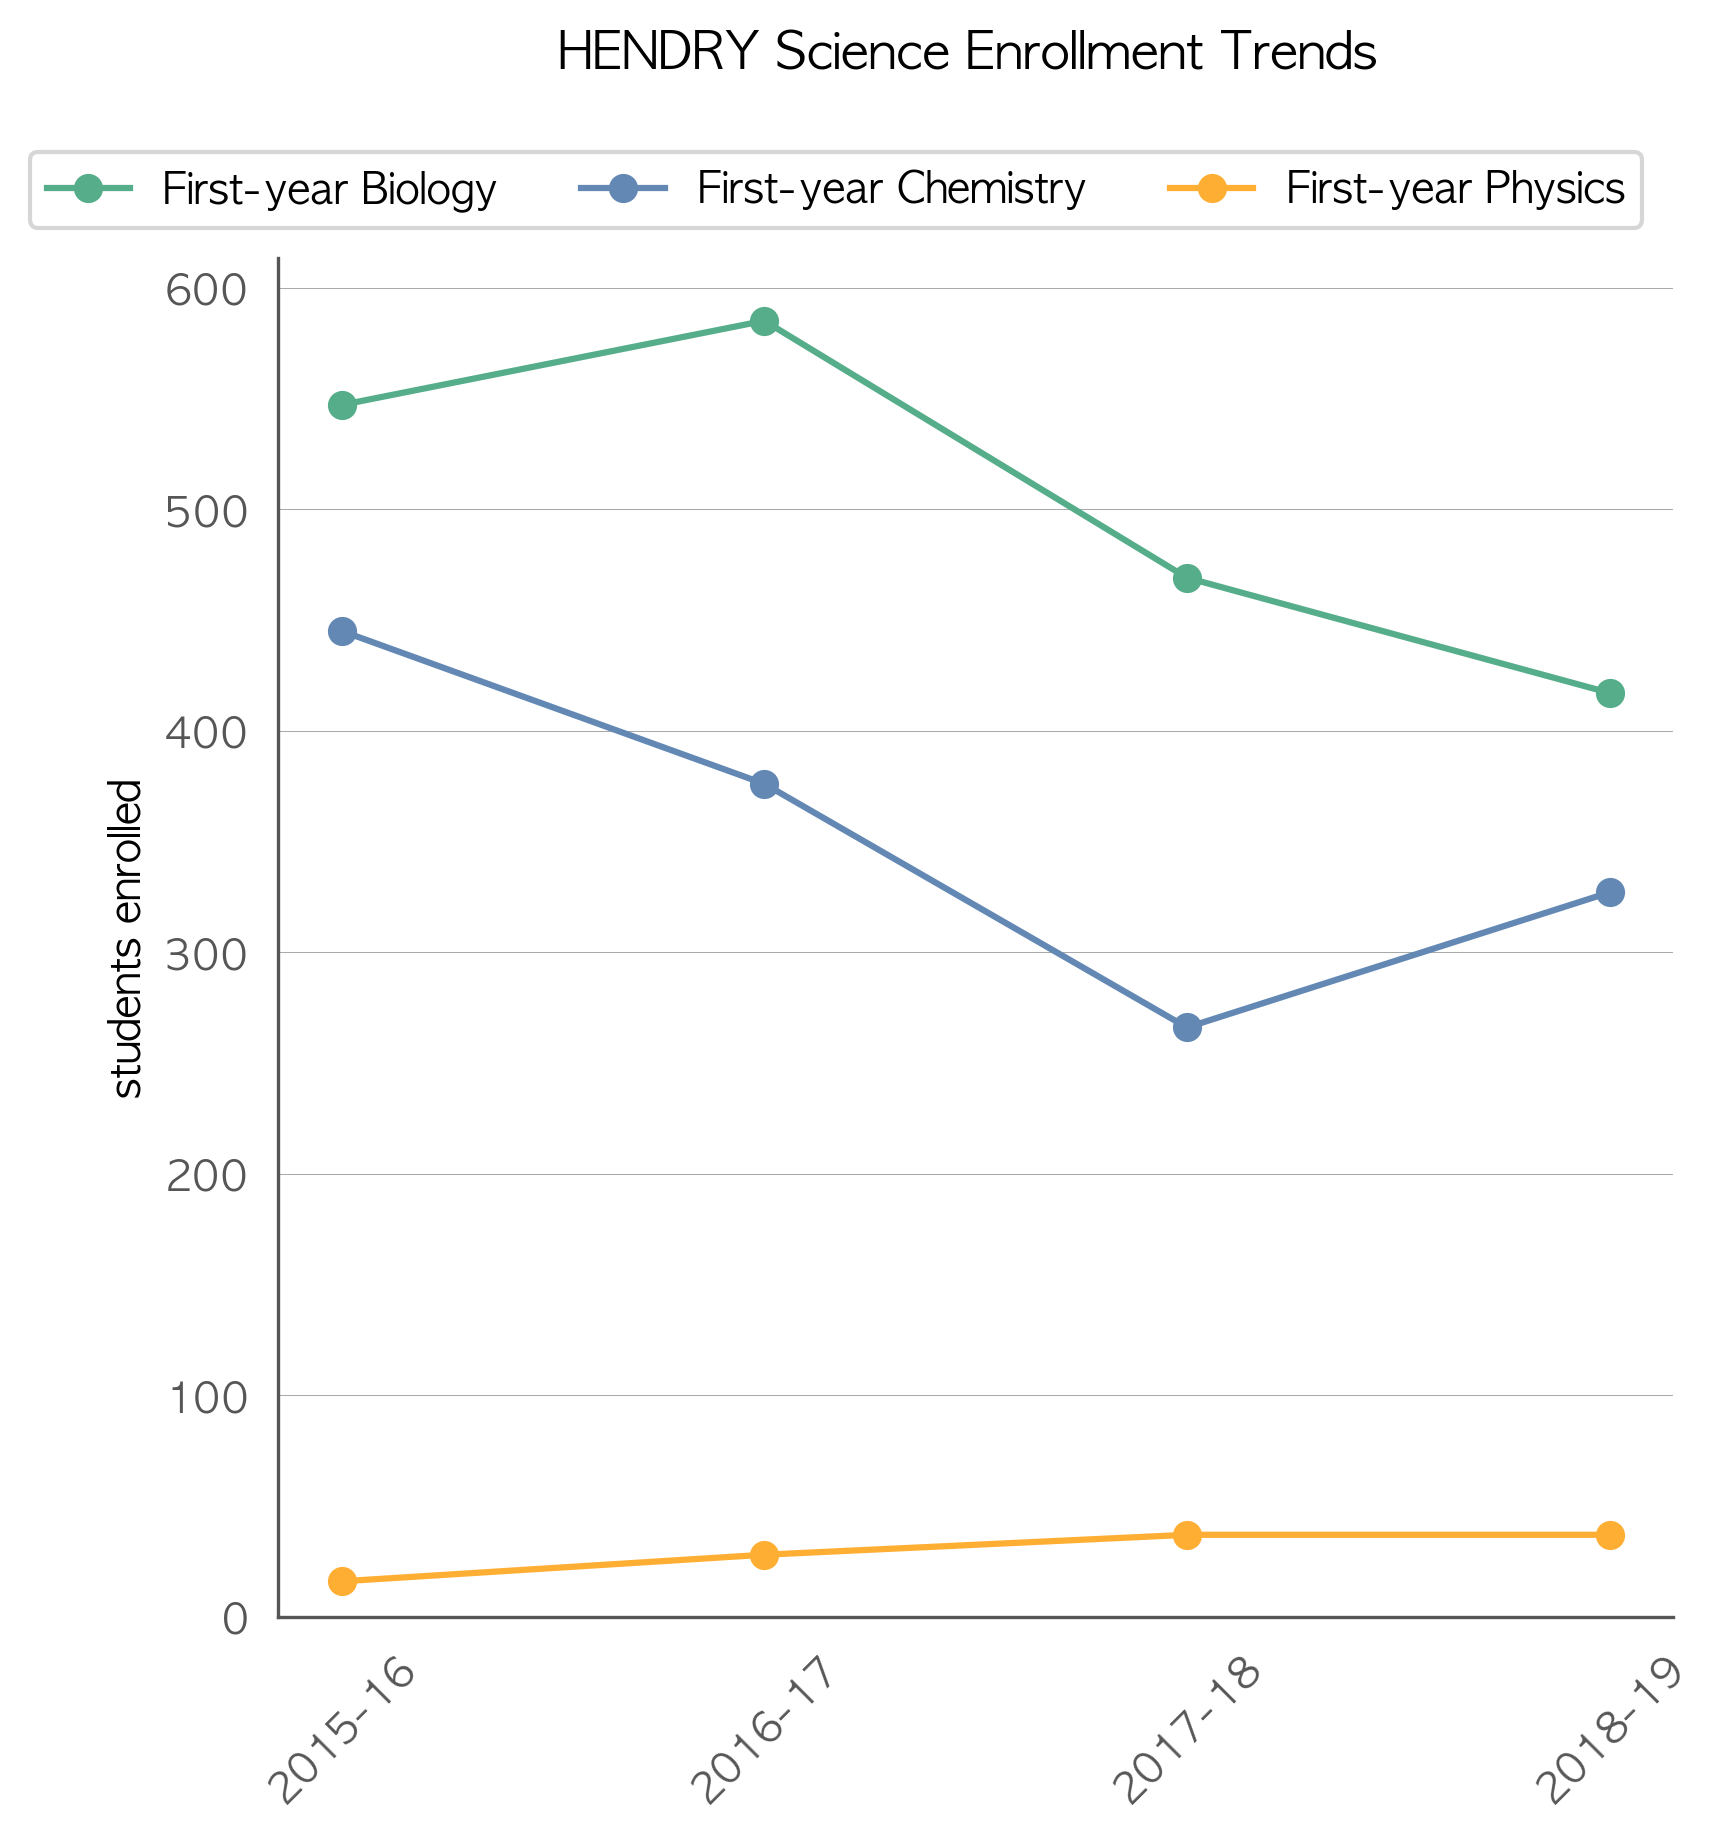 HENDRY Science Enrollment Trends
First-year Biology First-year Chemistry First-year Physics
600
500
400
300
200
100
0
students enrolled
2015-16 2016-17 2017-18 2018-19